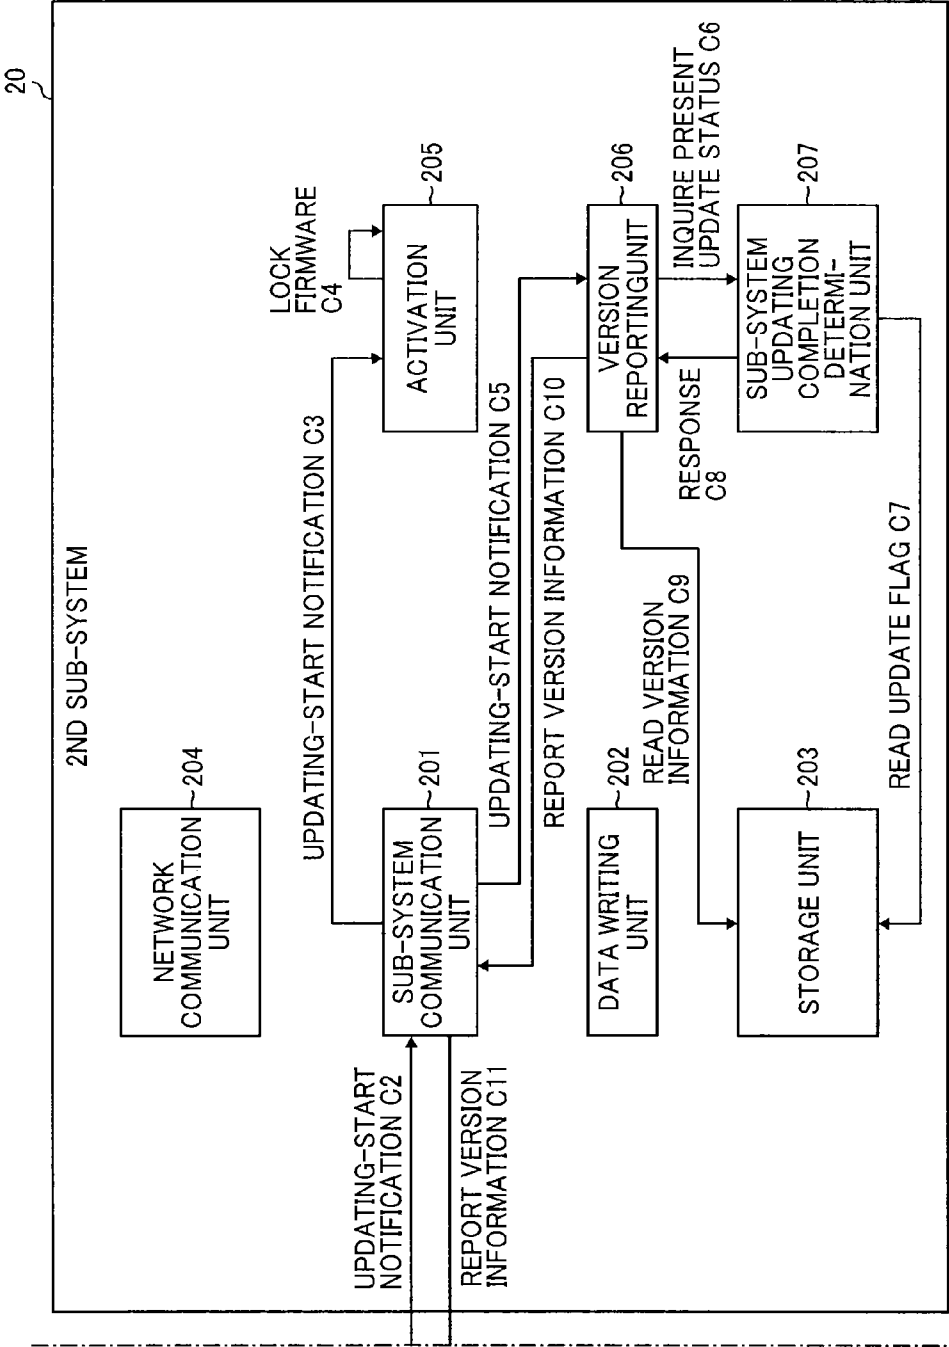 20
2ND SUB-SYSTEM
NETWORK
COMMUNICATION
UNIT
204
UPDATING-START NOTIFICATION C3
LOCK
FIRMWARE
C4
UPDATING-START
NOTIFICATION C2
REPORT VERSION
INFORMATION C11
SUB-SYSTEM
COMMUNICATION
UNIT
201
ACTIVATION
UNIT
205
UPDATING-START NOTIFICATION C5
REPORT VERSION INFORMATION C10
DATA WRITING
UNIT
202
VERSION
REPORTINGUNIT
206
READ VERSION
INFORMATION C9
RESPONSE
C8
INQUIRE PRESENT
UPDATE STATUS C6
STORAGE UNIT
203
SUB-SYSTEM
UPDATING
COMPLETION
DETERMI-
NATION UNIT
207
READ UPDATE FLAG C7